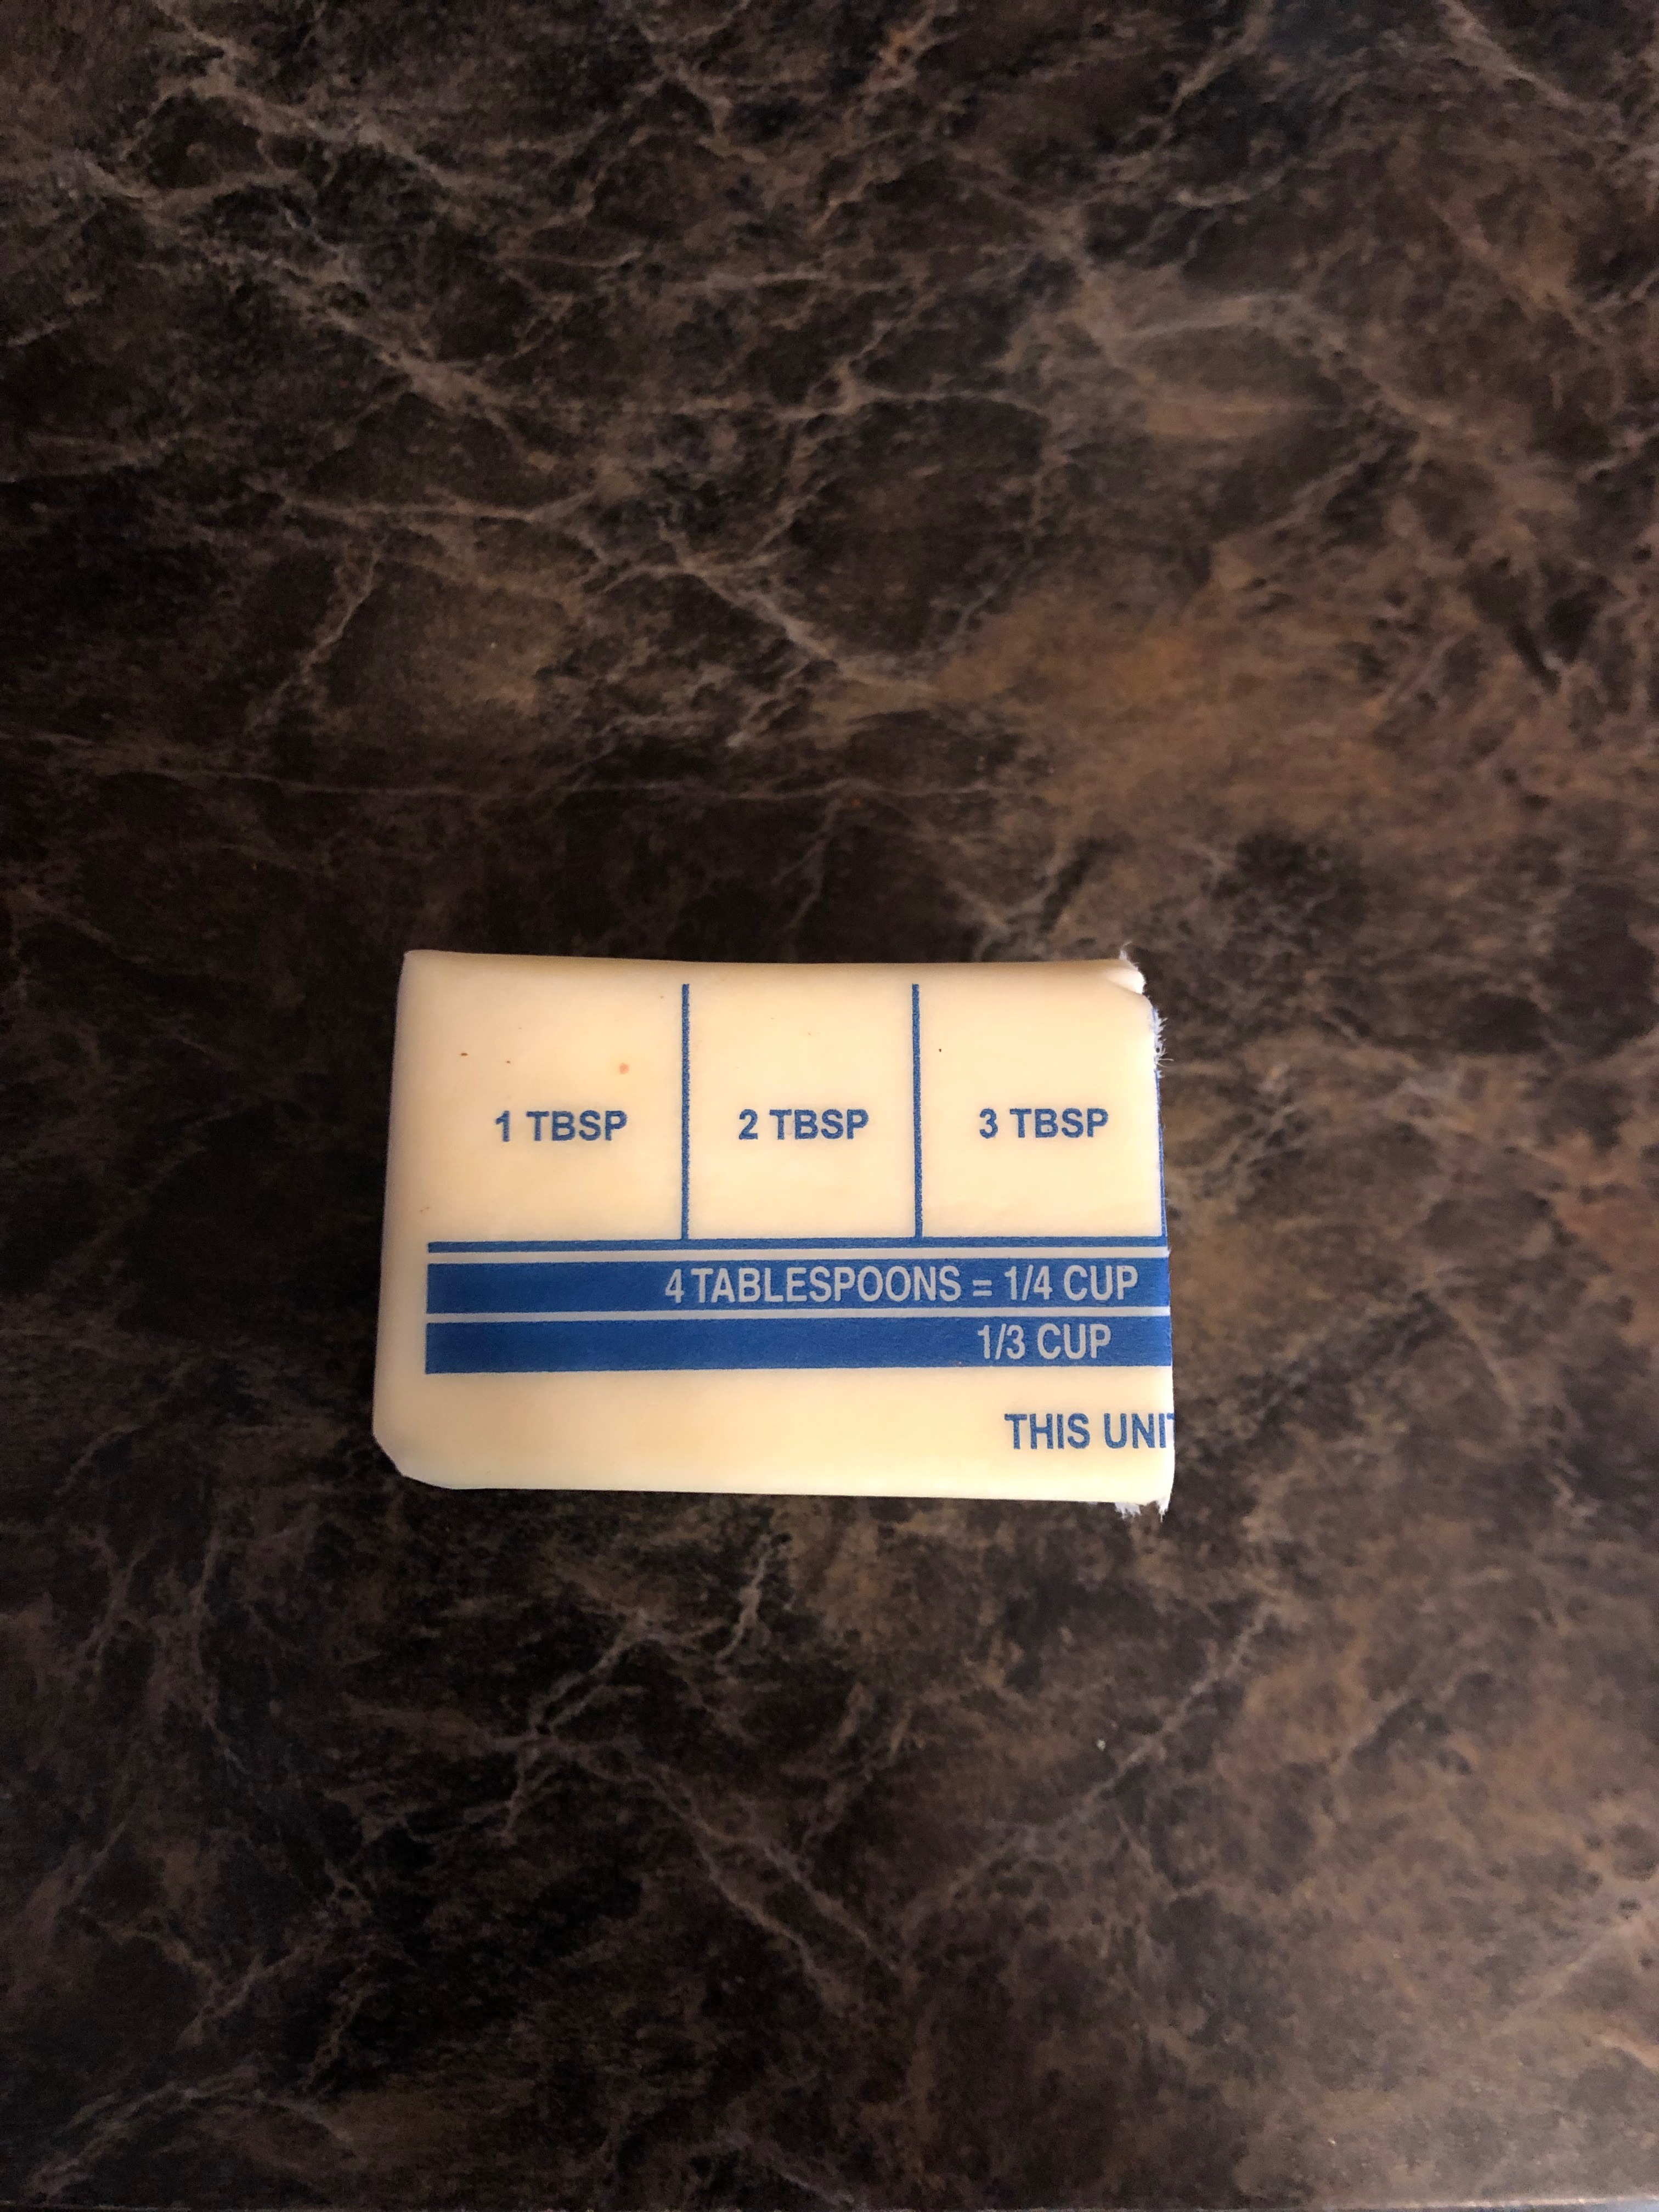 1 TBSP 2 TBSP 3 TBSP
4 TABLESPOONS = 1/4 CUP
1/3 CUP
THIS UNIT